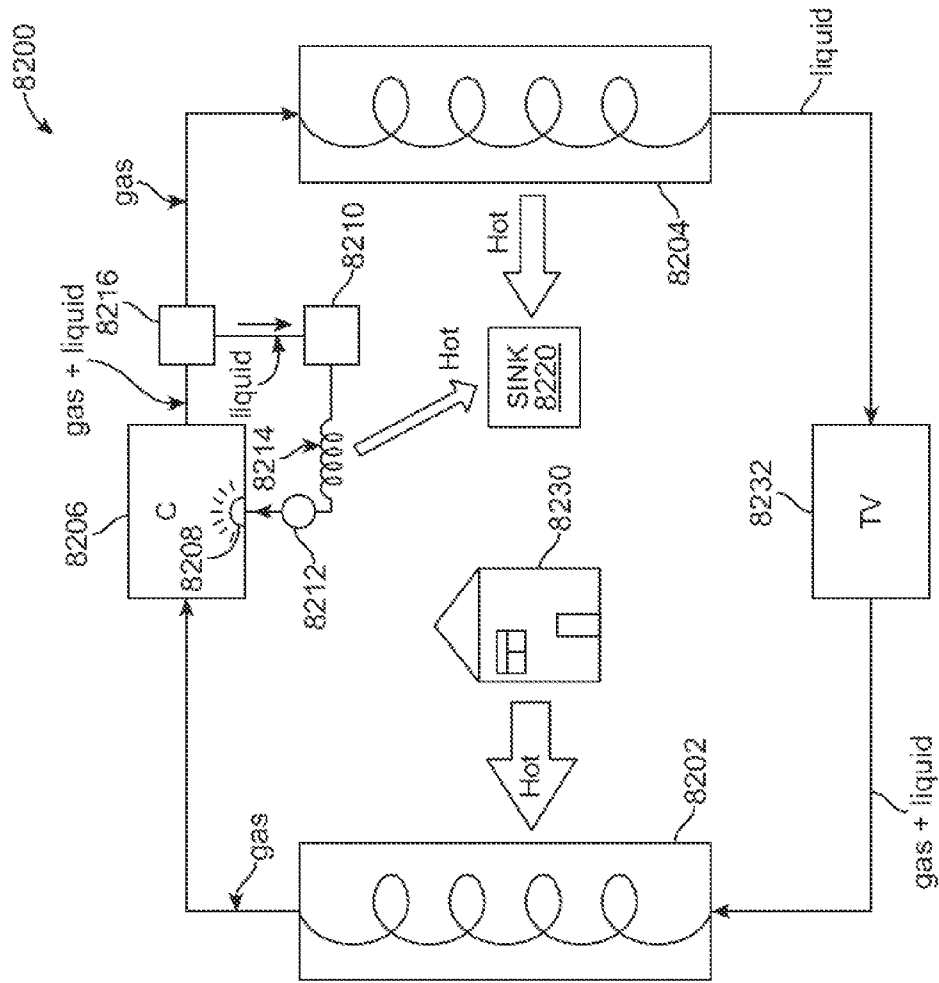 8200
gas
8216
gas + liquid
8206
C
8208
gas
liquid
8210
8214
8212
Hot
Hot
8204
SINK
8220
8230
Hot
8202
liquid
8232
TV
gas + liquid